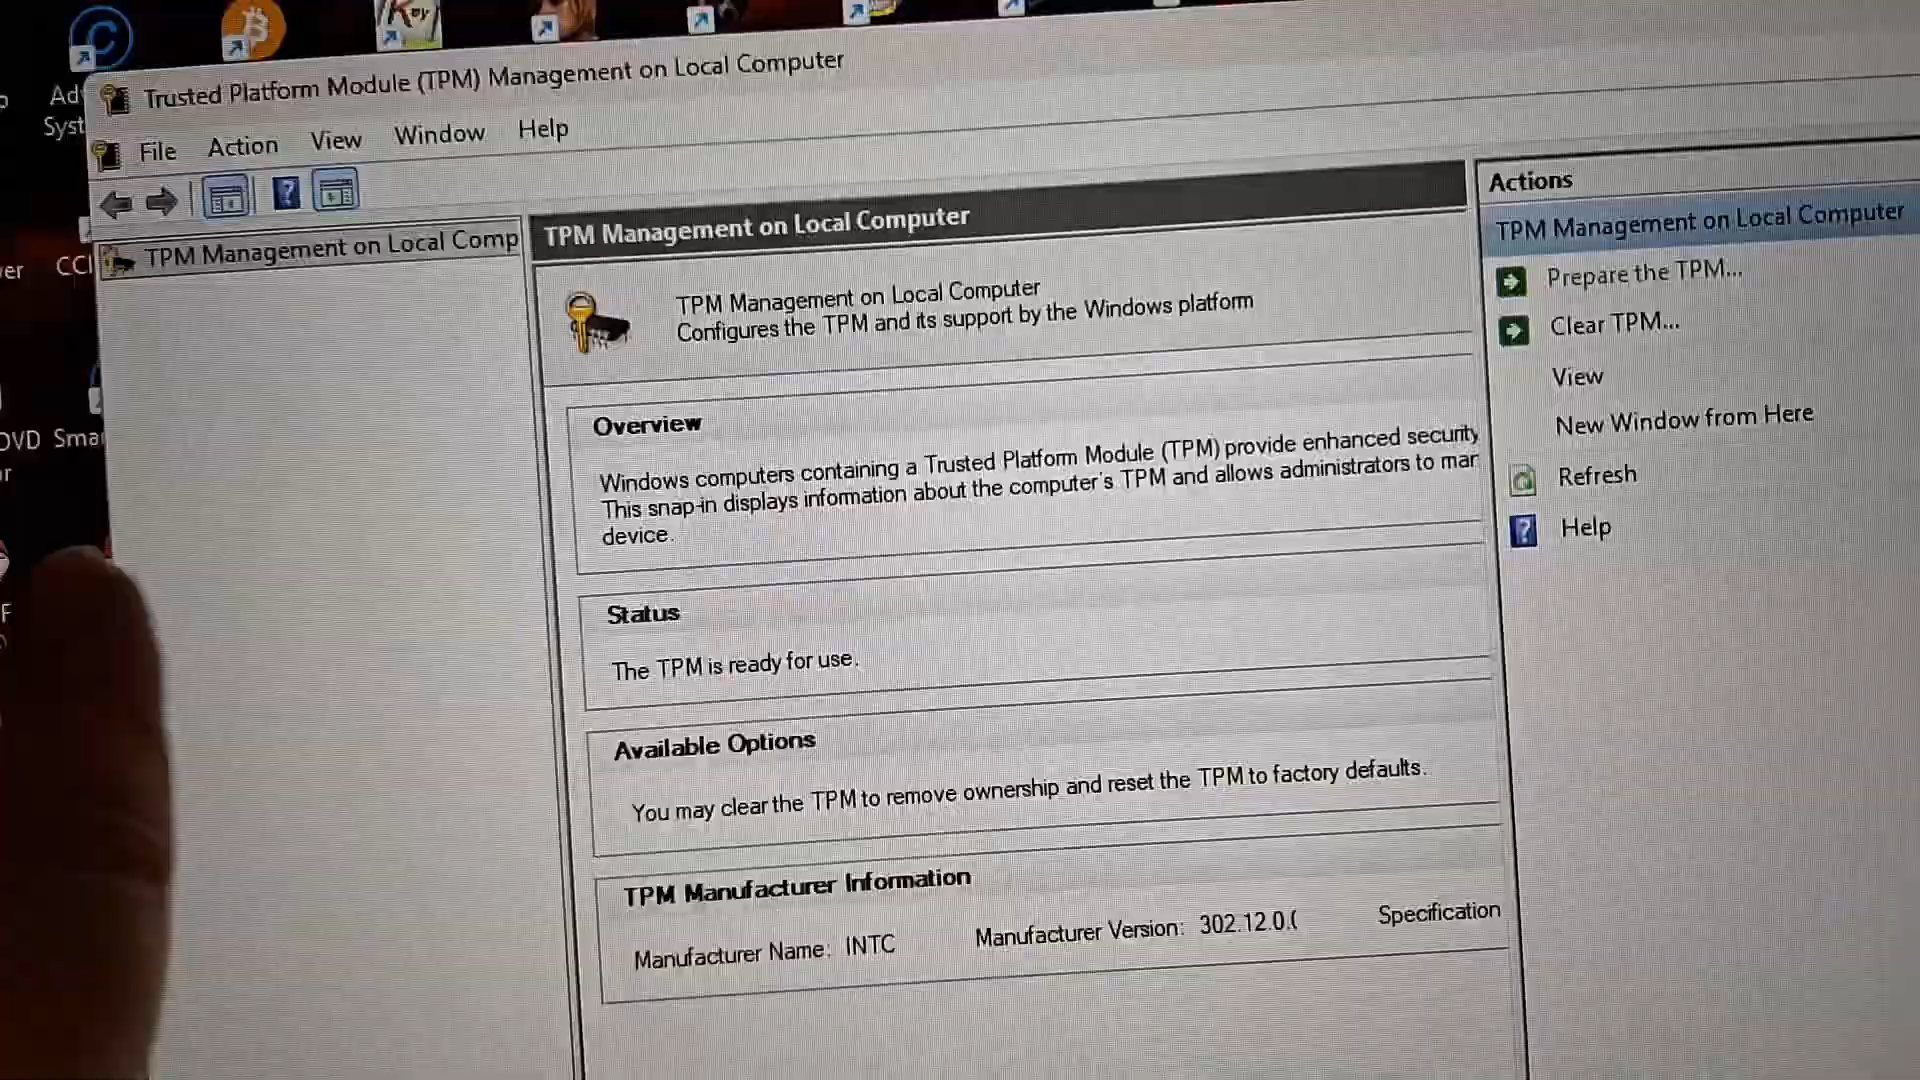 Trusted Platform Module (TPM) Management on Local Computer
File Action View Window Help
TPM Management on Local Comp
TPM Management on Local Computer
TPM Management on Local Computer
Configures the TPM and its support by the Windows platform
Overview
Windows computers containing a Trusted Platform Module (TPM) provide enhanced security
This snap-in displays information about the computer's TPM and allows administrators to mar
device.
Status
The TPM is ready for use.
Available Options
You may clear the TPM to remove ownership and reset the TPM to factory defaults.
TPM Manufacturer Information
Manufacturer Name: INTC Manufacturer Version: 302.12.0.( Specification
Actions
TPM Management on Local Computer
Prepare the TPM...
Clear TPM...
View
New Window from Here
Refresh
Help
Ad
Syst
er CCl
DVD Smar
r
F